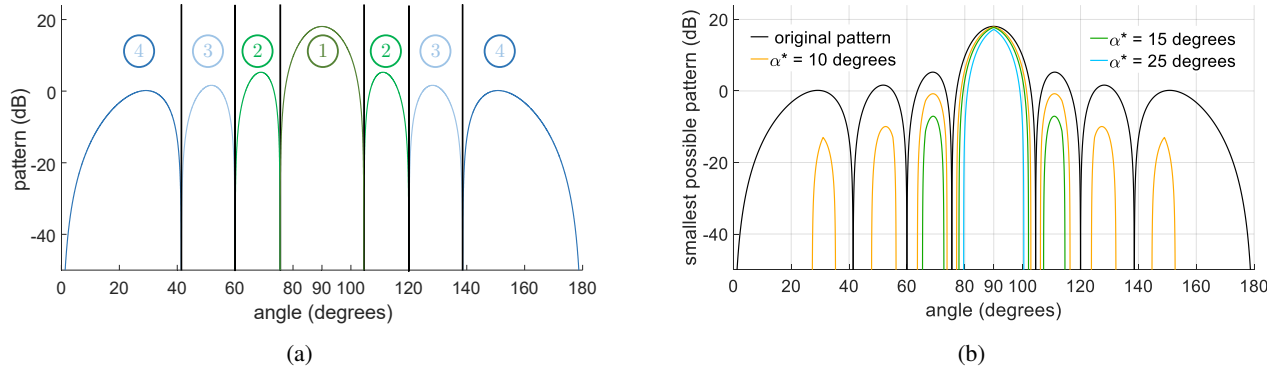 20
0
-20
-40
pattern (dB)
4
3
2
1
2
3
4
0 20 40 60 80 100 120 140 160 180
angle (degrees)
(a)
20
0
-20
-40
smallest possible pattern (dB)
original pattern
α* = 10 degrees
α* = 15 degrees
α* = 25 degrees
0 20 40 60 80 90 100 120 140 160 180
angle (degrees)
(b)